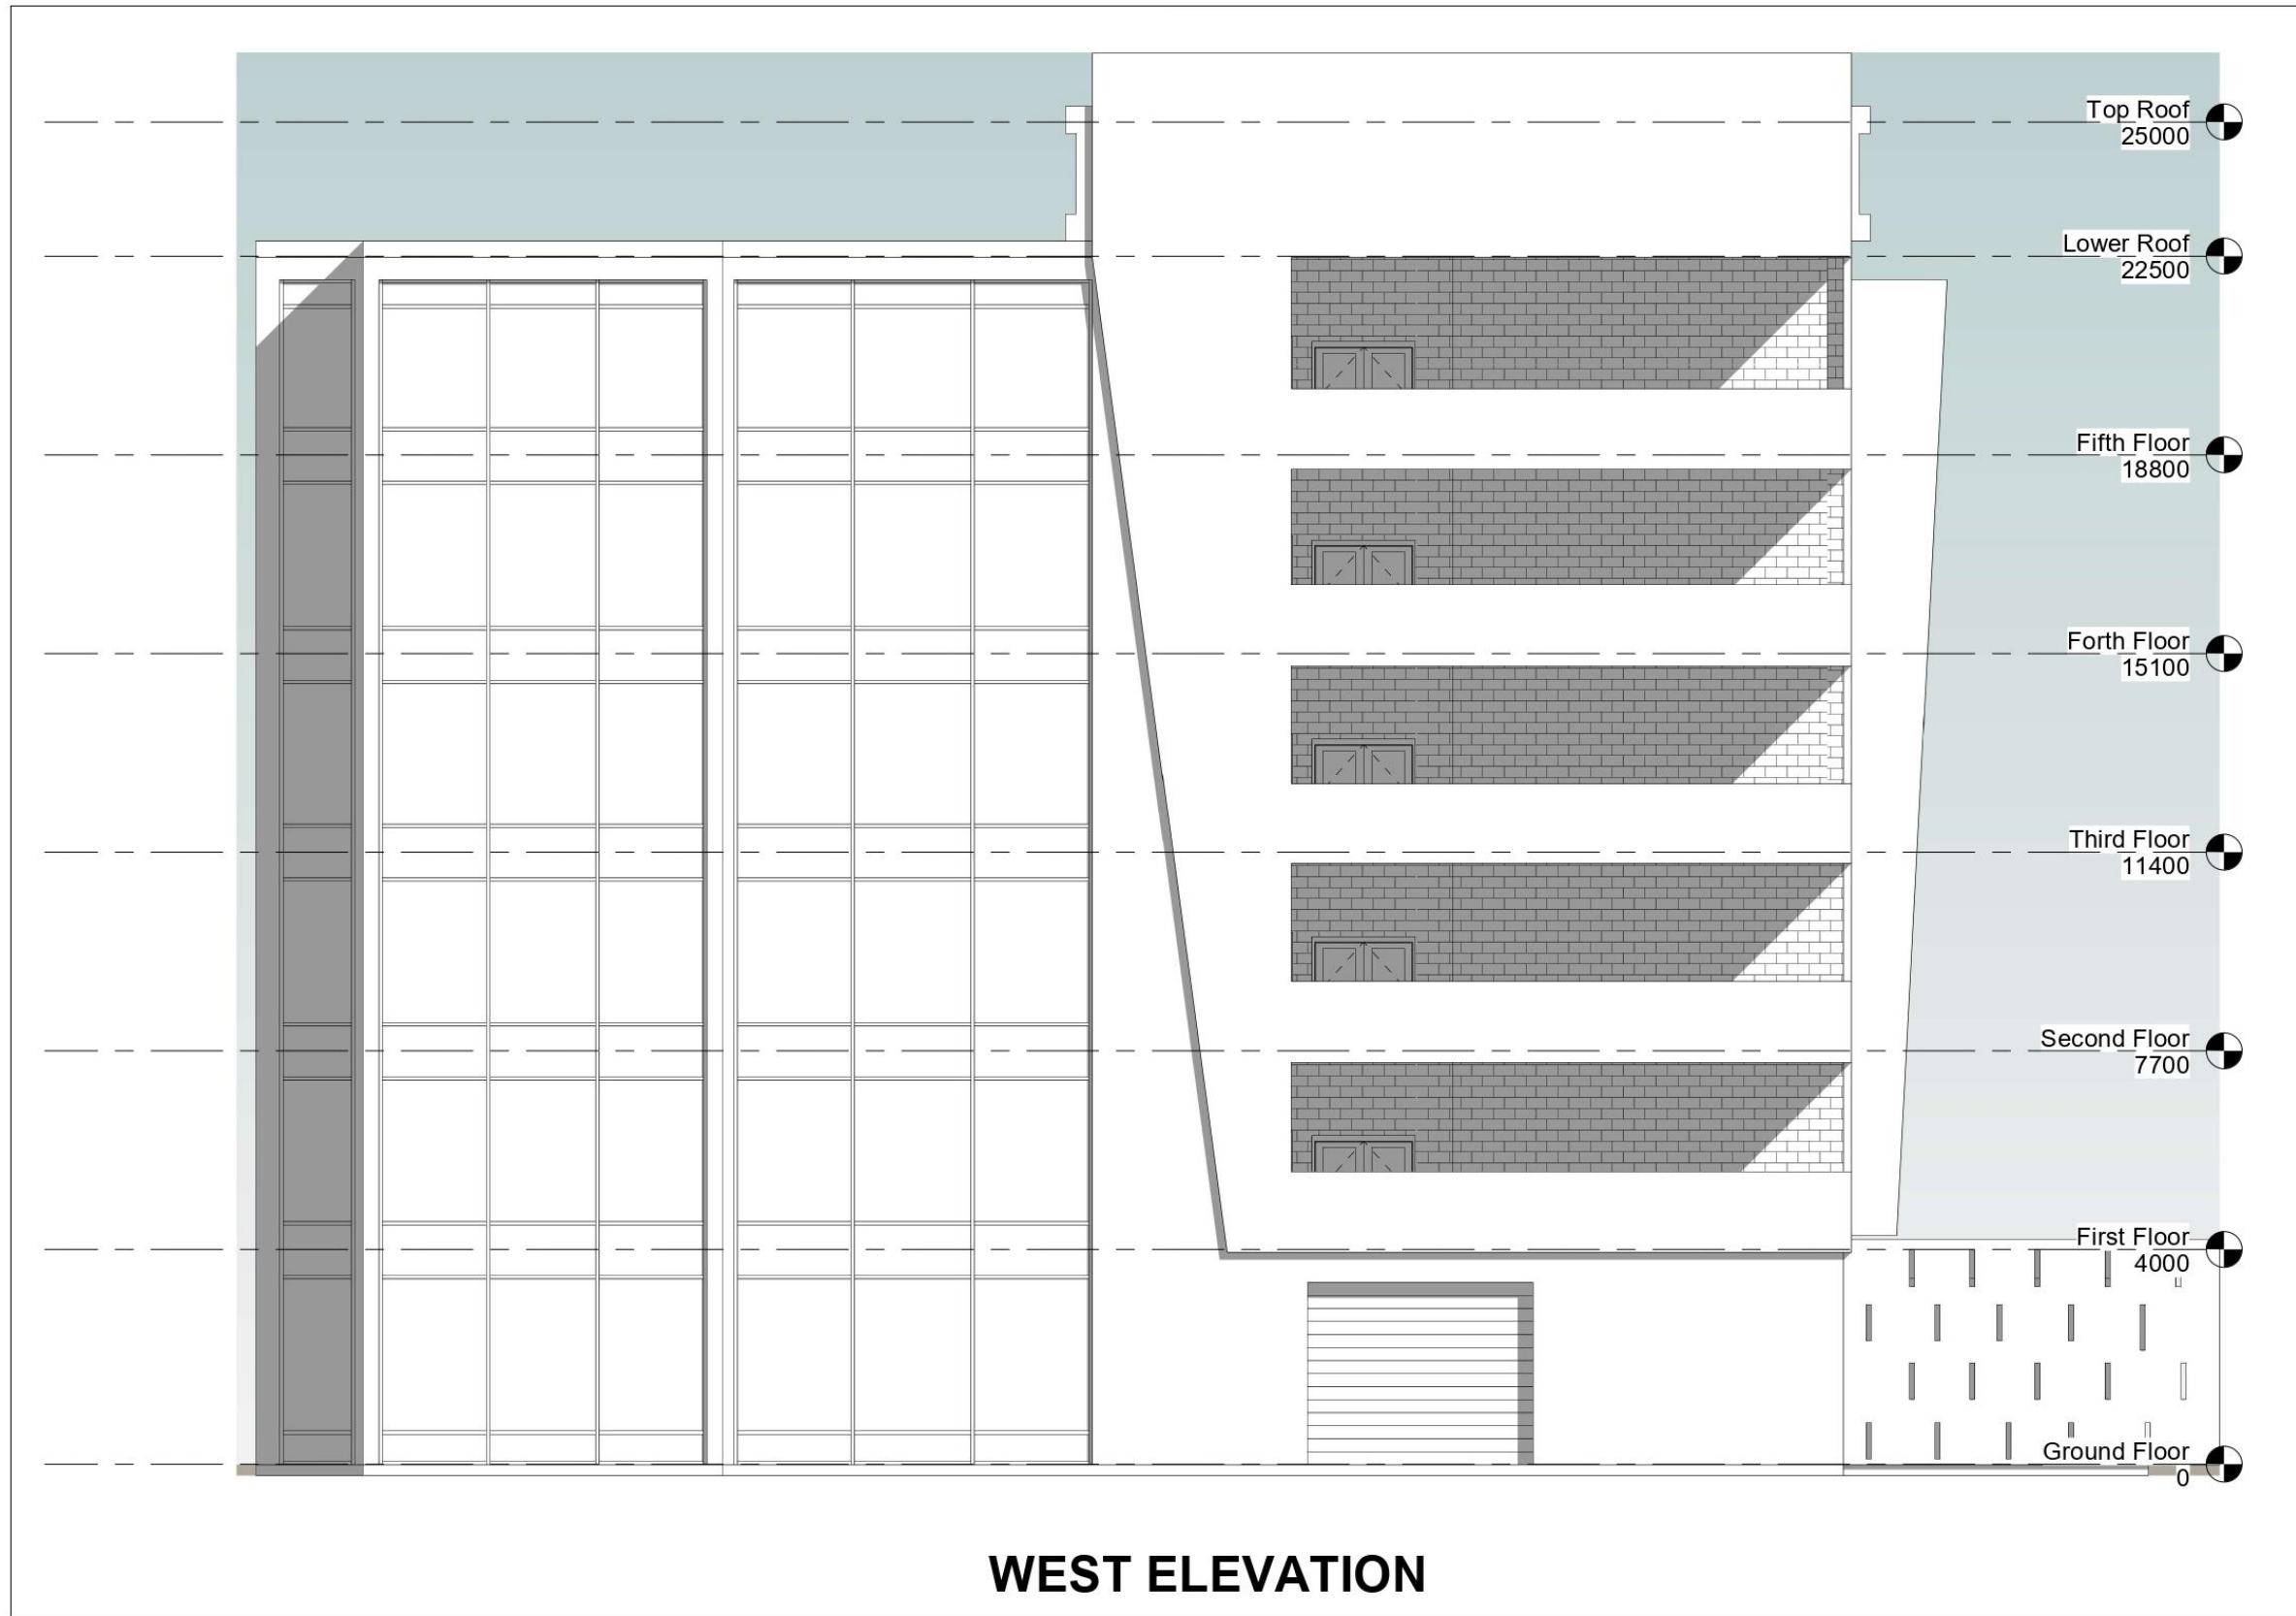 Top Roof
25000
Lower Roof
22500
Fifth Floor
18800
Forth Floor
15100
Third Floor
11400
Second Floor
7700
First Floor
4000
Ground Floor
0
WEST ELEVATION